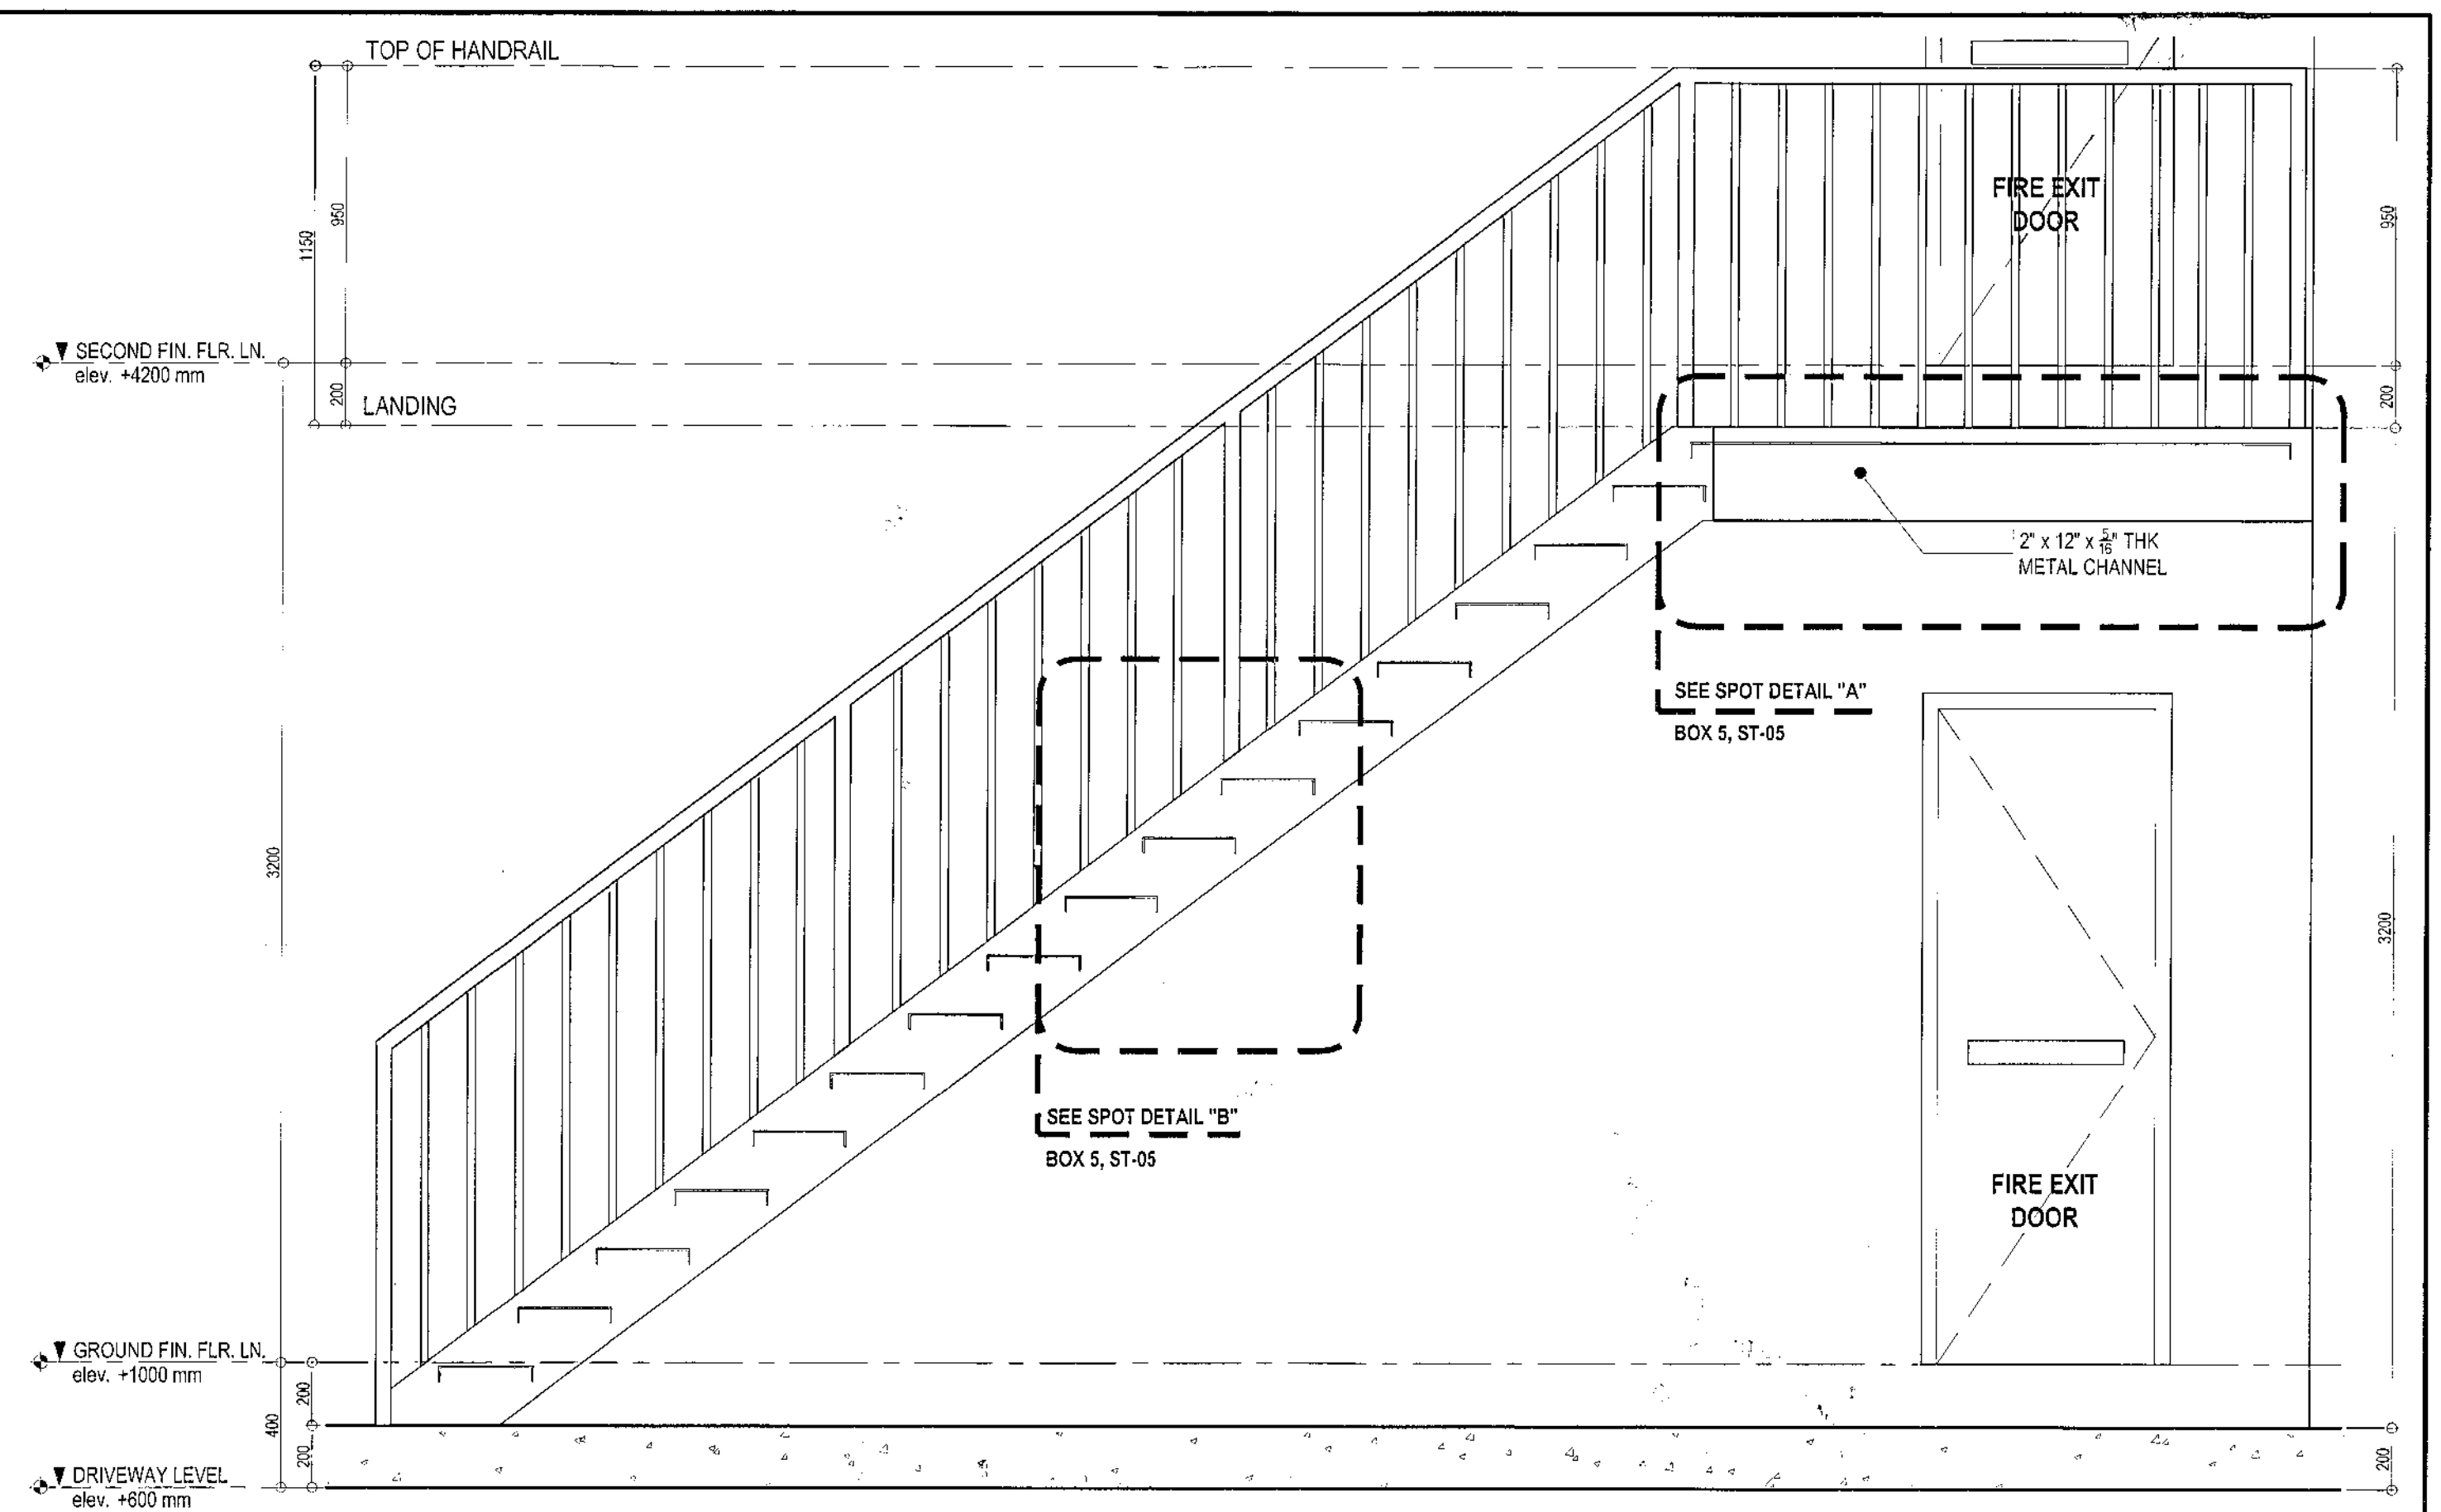 TOP OF HANDRAIL
1150
950
FIRE EXIT
DOOR
950
▼ SECOND FIN. FLR. LN.
elev. +4200 mm
200
LANDING
200
2" x 12" x 5/16" THK
METAL CHANNEL
SEE SPOT DETAIL "A"
BOX 5, ST-05
3200
3200
SEE SPOT DETAIL "B"
BOX 5, ST-05
FIRE EXIT
DOOR
▼ GROUND FIN. FLR. LN.
elev. +1000 mm
200
400
200
200
▼ DRIVEWAY LEVEL
elev. +600 mm